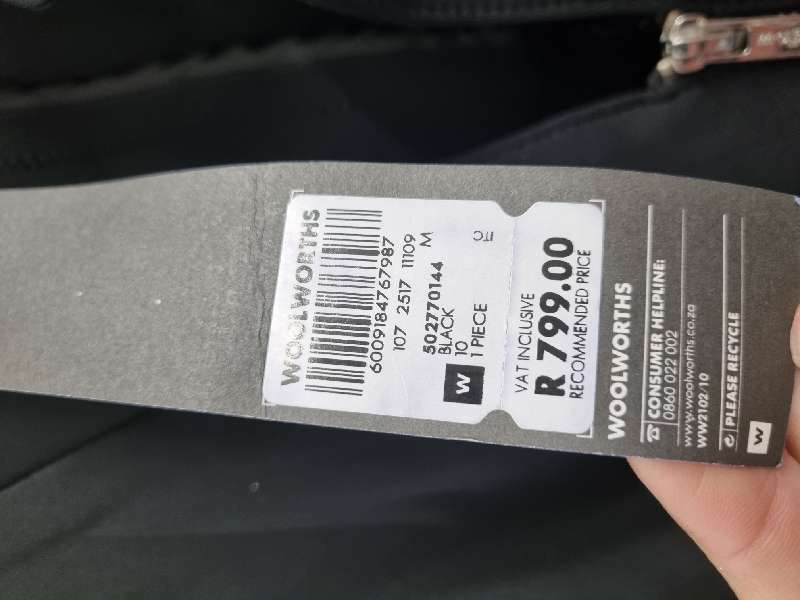 WOOLWORTHS
6009184767987
107 2517 11109
502770144 M
BLACK
10
1 PIECE
W
VAT INCLUSIVE
R 799.00
RECOMMENDED PRICE
WOOLWORTHS
CONSUMER HELPLINE:
0860 022 002
www.woolworths.co.za
WW2102/10
PLEASE RECYCLE
W